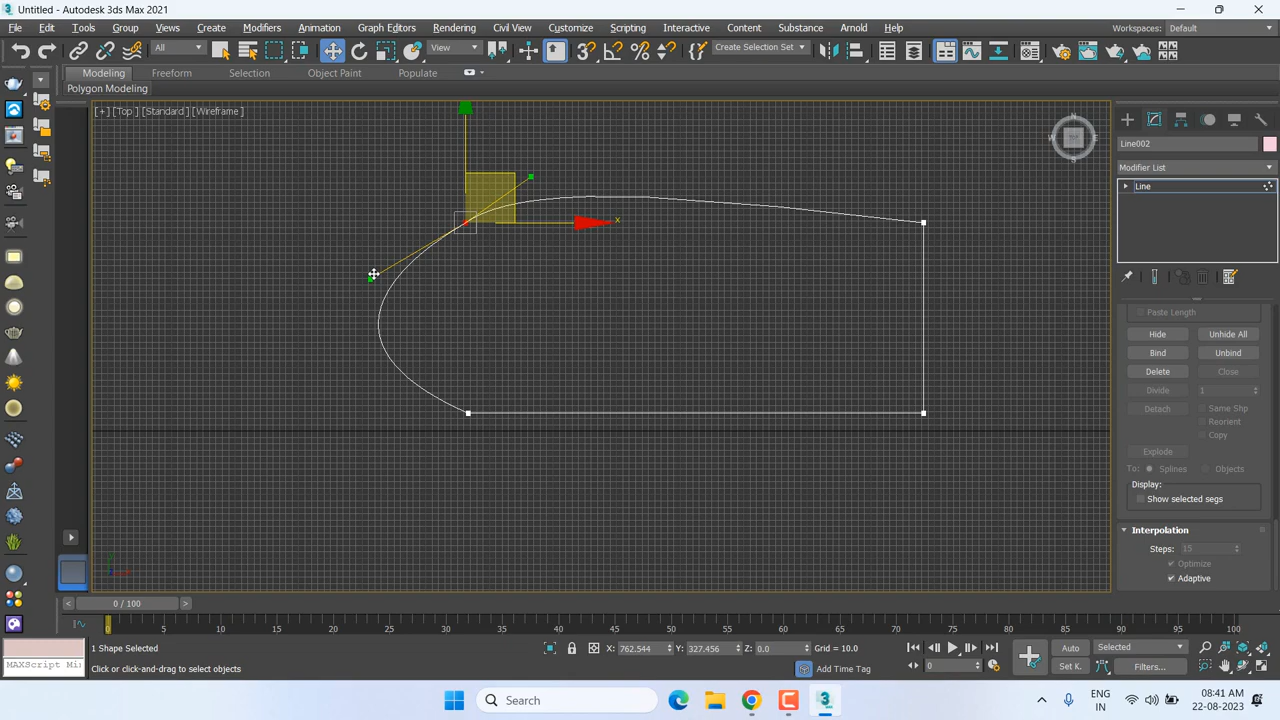 Untitled - Autodesk 3ds Max 2021
File Edit Tools Group Views Create Modifiers Animation Graph Editors Rendering Civil View Customize Scripting Interactive Content Substance Arnold Help Workspaces: Default
All View Create Selection Set
Modeling Freeform Selection Object Paint Populate
Polygon Modeling
[+] [Top ] [Standard ] [Wireframe ]
N
W E
S
x
Line002
Modifier List
Line
Paste Length
Hide Unhide All
Bind Unbind
Delete Close
Divide 1
Detach Same Shp
Reorient
Copy
Explode
To: Splines Objects
Display:
Show selected segs
Interpolation
Steps: 15
Optimize
Adaptive
< 0 / 100 >
0 5 10 15 20 25 30 35 40 45 50 55 60 65 70 75 80 85 90 95 100
1 Shape Selected X: 762.544 Y: 327.456 Z: 0.0 Grid = 10.0 Auto Selected
MAXScript Mi Click or click-and-drag to select objects Add Time Tag 0 Set K. Filters...
Search
ENG
IN
08:41 AM
22-08-2023